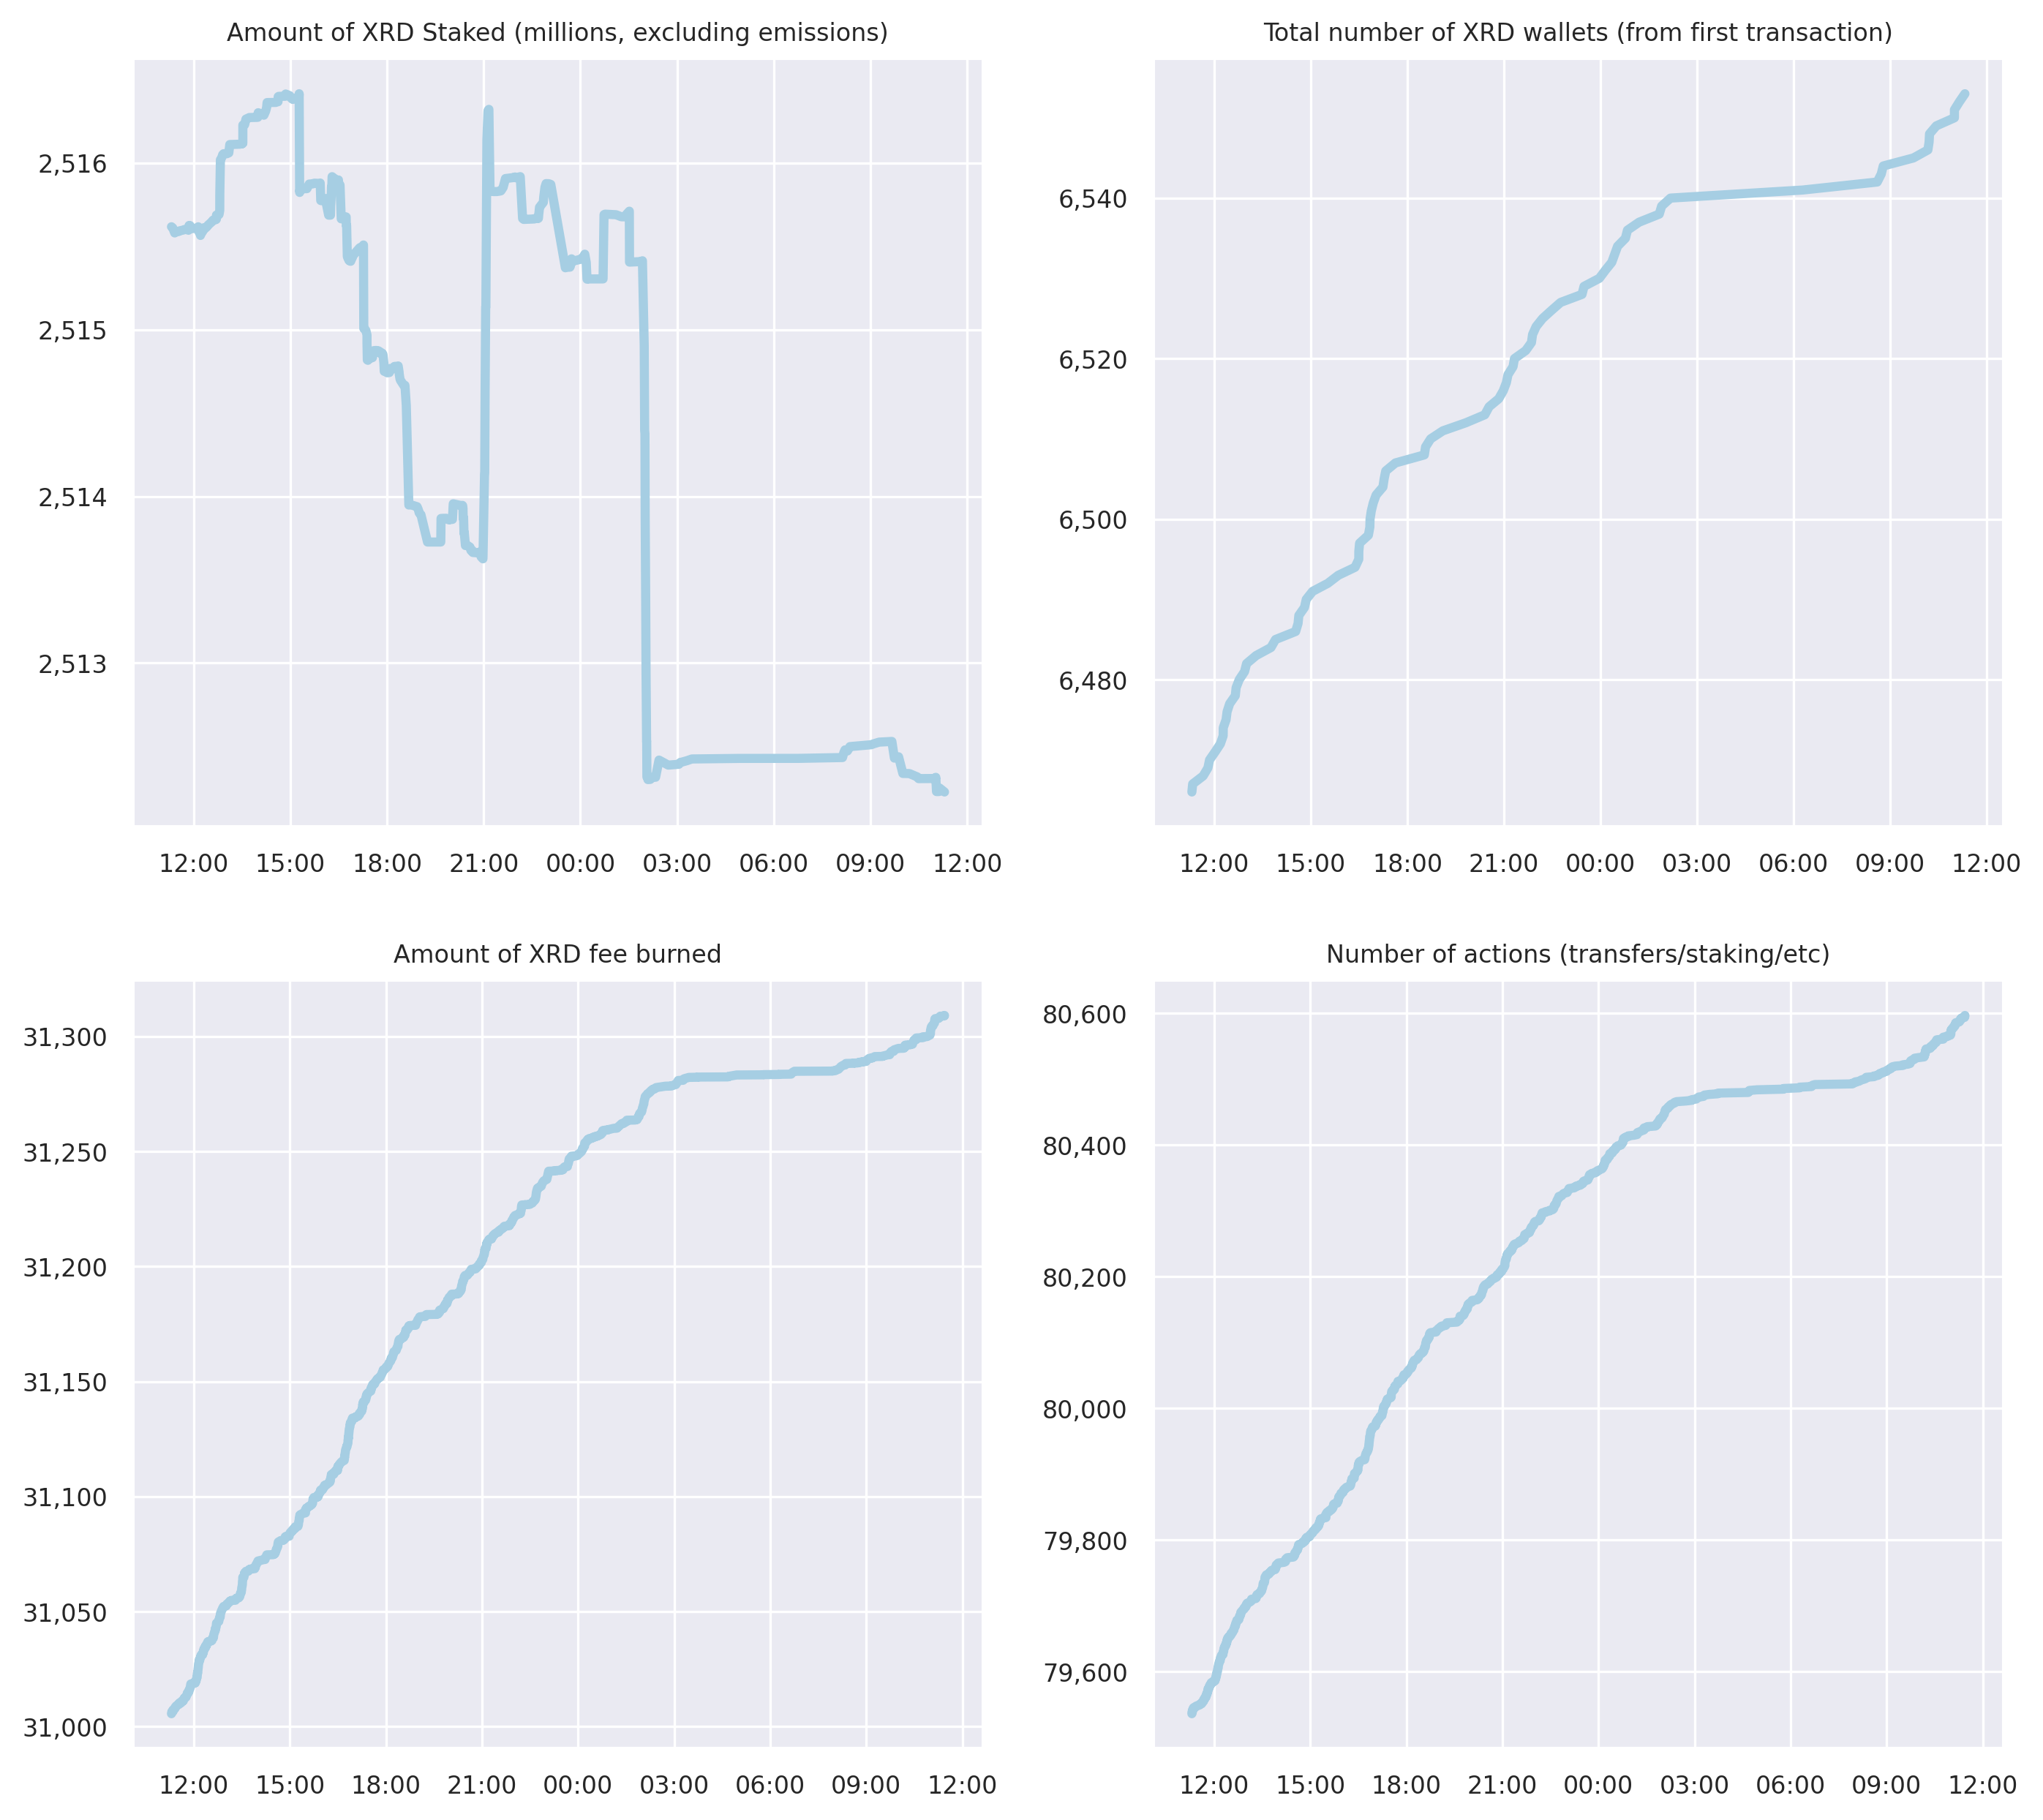 Amount of XRD Staked (millions, excluding emissions)
2,516
2,515
2,514
2,513
12:00 15:00 18:00 21:00 00:00 03:00 06:00 09:00 12:00
Total number of XRD wallets (from first transaction)
6,540
6,520
6,500
6,480
12:00 15:00 18:00 21:00 00:00 03:00 06:00 09:00 12:00
Amount of XRD fee burned
31,300
31,250
31,200
31,150
31,100
31,050
31,000
12:00 15:00 18:00 21:00 00:00 03:00 06:00 09:00 12:00
Number of actions (transfers/staking/etc)
80,600
80,400
80,200
80,000
79,800
79,600
12:00 15:00 18:00 21:00 00:00 03:00 06:00 09:00 12:00